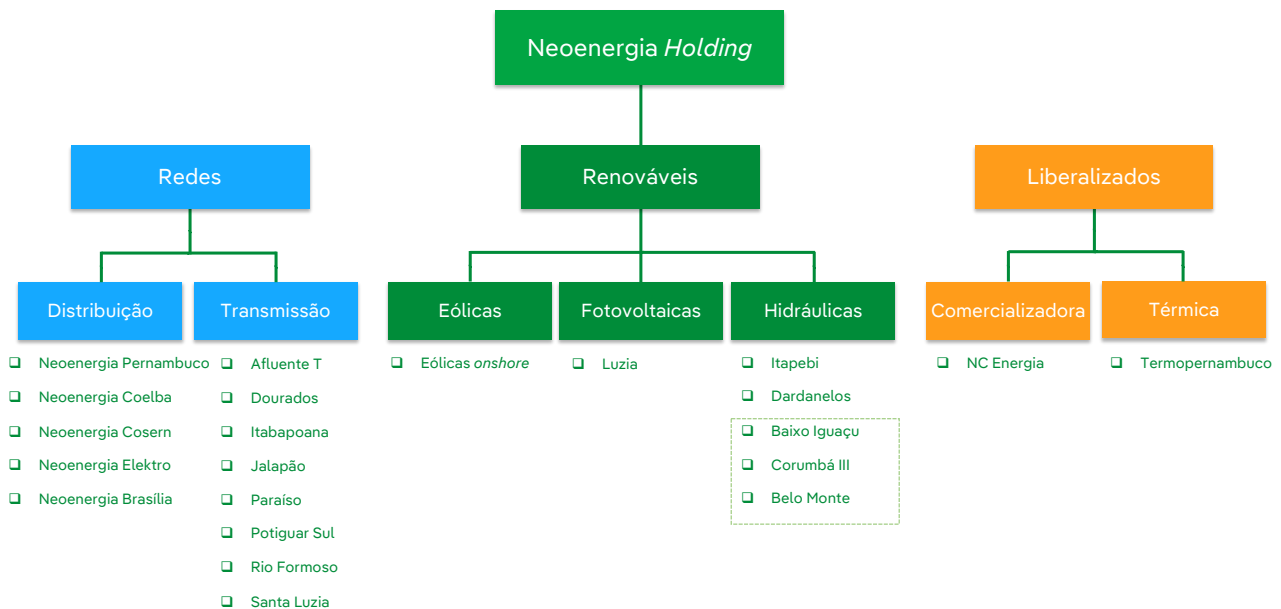 Neoenergia Holding
Redes
Renováveis
Liberalizados
Distribuição
Transmissão
Eólicas
Fotovoltaicas
Hidráulicas
Comercializadora
Térmica
Neoenergia Pernambuco
Neoenergia Coelba
Neoenergia Cosern
Neoenergia Elektro
Neoenergia Brasília
Afluente T
Dourados
Itabapoana
Jalapão
Paraíso
Potiguar Sul
Rio Formoso
Santa Luzia
Eólicas onshore
Luzia
Itapebi
Dardanelos
Baixo Iguaçu
Corumbá III
Belo Monte
NC Energia
Termopernambuco